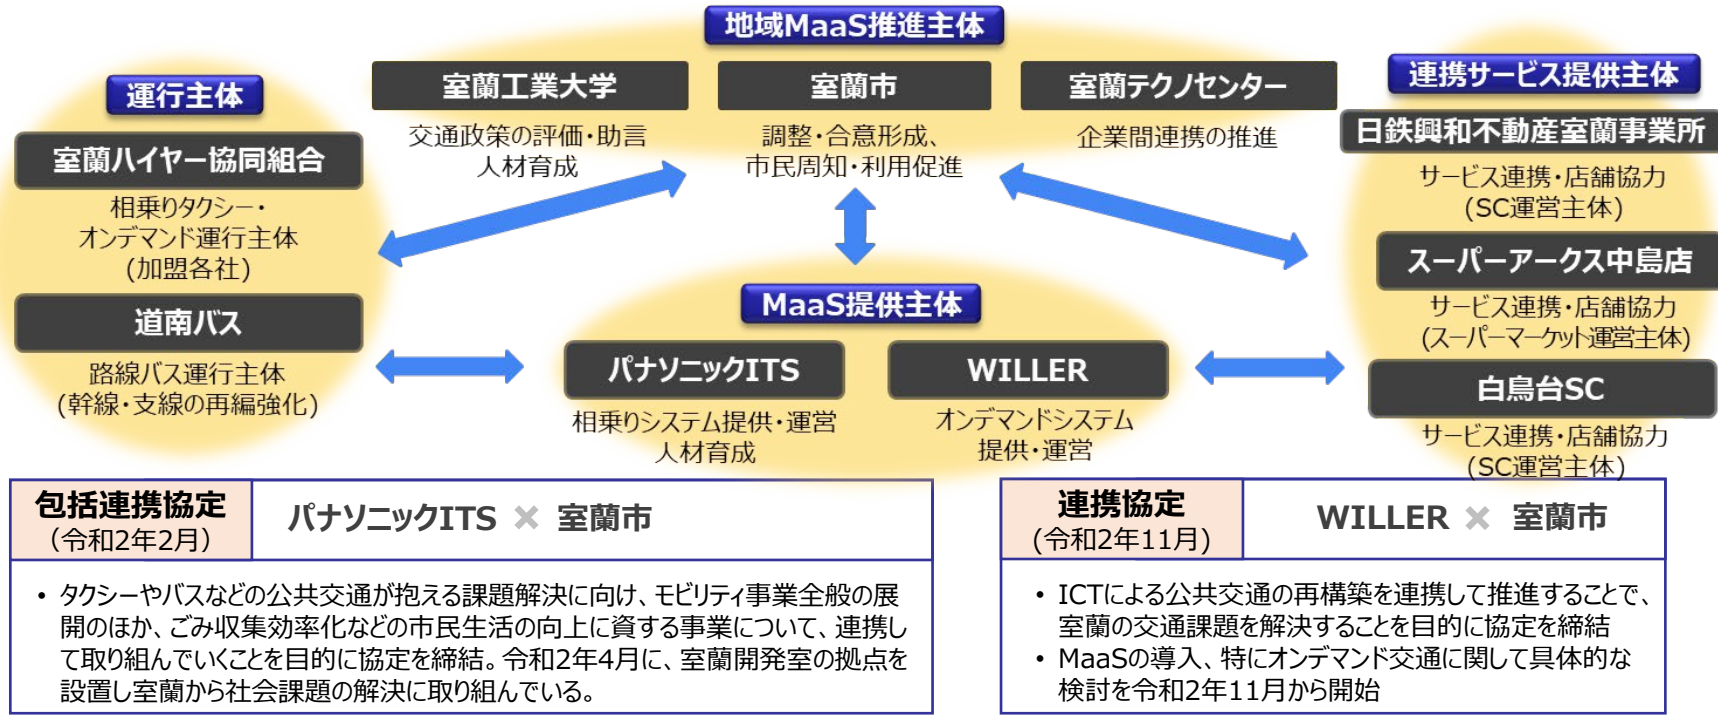 地域MaaS推進主体
室蘭工業大学
交通政策の評価・助言
人材育成
室蘭市
調整・合意形成、
市民周知・利用促進
室蘭テクノセンター
企業間連携の推進
運行主体
室蘭ハイヤー協同組合
相乗りタクシー・
オンデマンド運行主体
(加盟各社)
道南バス
路線バス運行主体
(幹線・支線の再編強化)
MaaS提供主体
パナソニックITS
相乗りシステム提供・運営
人材育成
WILLER
オンデマンドシステム
提供・運営
連携サービス提供主体
日鉄興和不動産室蘭事業所
サービス連携・店舗協力
(SC運営主体)
スーパーアークス中島店
サービス連携・店舗協力
(スーパーマーケット運営主体)
白鳥台SC
サービス連携・店舗協力
(SC運営主体)
包括連携協定
(令和2年2月)
パナソニックITS × 室蘭市
• タクシーやバスなどの公共交通が抱える課題解決に向け、モビリティ事業全般の展
開のほか、ごみ収集効率化などの市民生活の向上に資する事業について、連携し
て取り組んでいくことを目的に協定を締結。令和2年4月に、室蘭開発室の拠点を
設置し室蘭から社会課題の解決に取り組んでいる。
連携協定
(令和2年11月)
WILLER × 室蘭市
• ICTによる公共交通の再構築を連携して推進することで、
室蘭の交通課題を解決することを目的に協定を締結
• MaaSの導入、特にオンデマンド交通に関して具体的な
検討を令和2年11月から開始